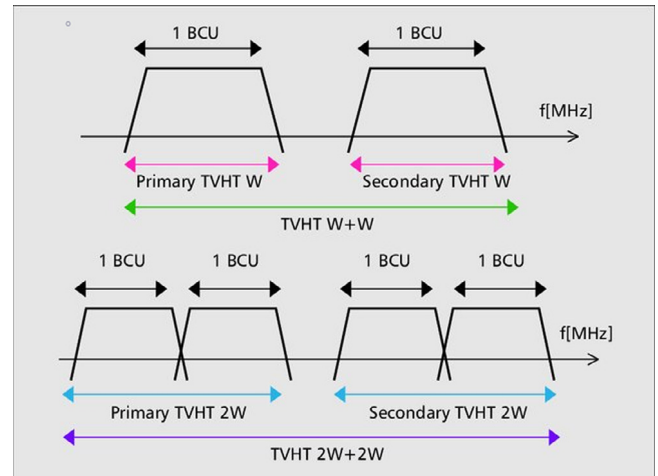 1 BCU 1 BCU
f[MHz]
Primary TVHT W Secondary TVHT W
TVHT W+W
1 BCU 1 BCU 1 BCU 1 BCU
f[MHz]
Primary TVHT 2W Secondary TVHT 2W
TVHT 2W+2W